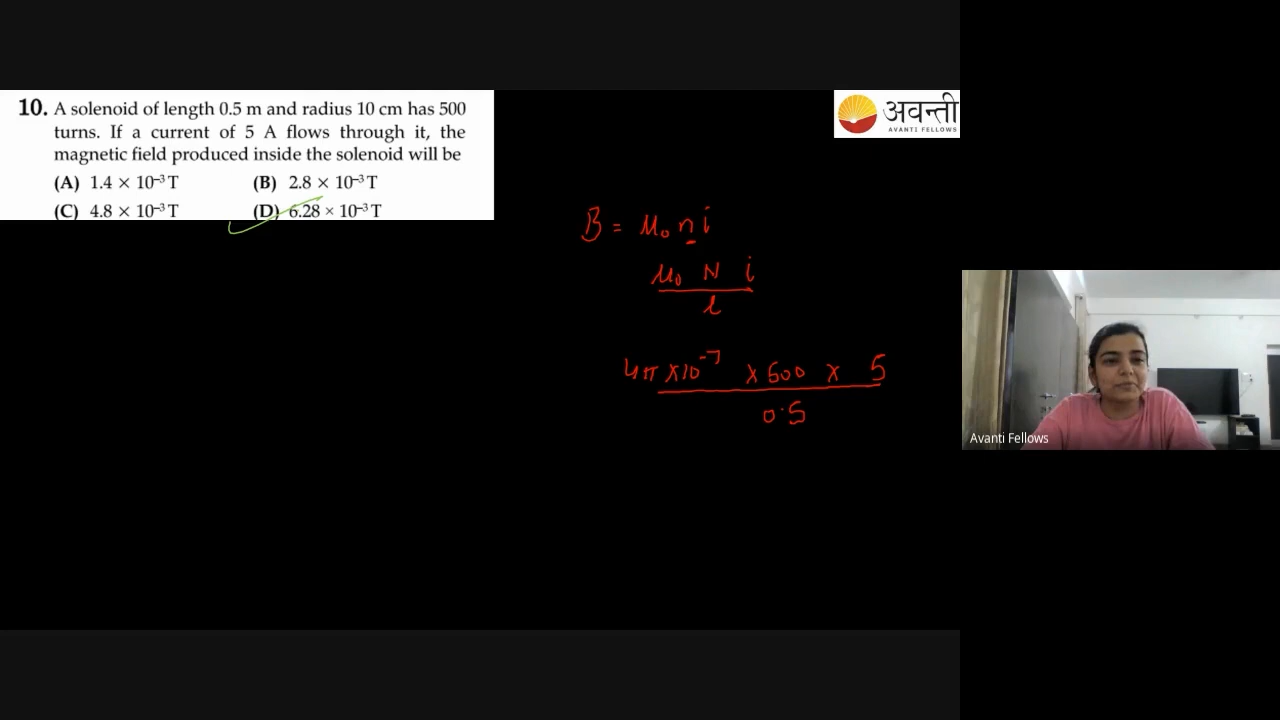 10. A solenoid of length 0.5 m and radius 10 cm has 500
turns. If a current of 5 A flows through it, the
magnetic field produced inside the solenoid will be
(A) 1.4 × 10⁻³ T (B) 2.8 × 10⁻³ T
(C) 4.8 × 10⁻³ T (D) 6.28 × 10⁻³ T
अवन्ती
AVANTI FELLOWS
B = μ₀ n i
μ₀ N i
l
4π × 10⁻⁷ × 500 × 5
0.5
Avanti Fellows